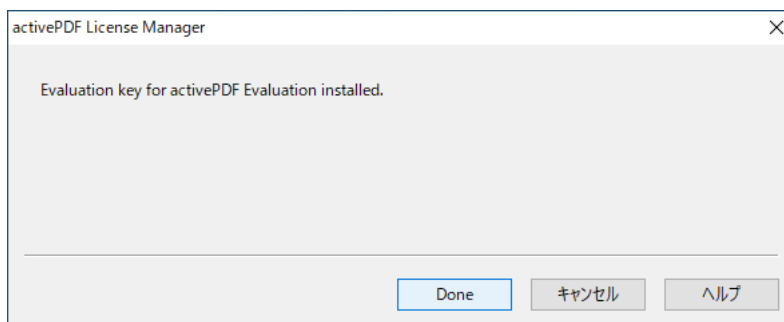 activePDF License Manager
Evaluation key for activePDF Evaluation installed.
Done
キャンセル
ヘルプ